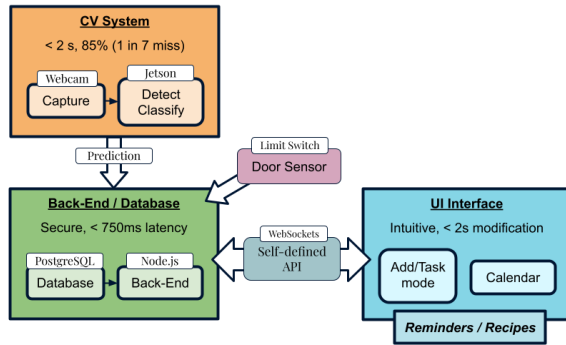 CV System
< 2 s, 85% (1 in 7 miss)
Webcam
Capture
Jetson
Detect
Classify
Prediction
Limit Switch
Door Sensor
Back-End / Database
Secure, < 750ms latency
PostgreSQL
Database
Node.js
Back-End
WebSockets
Self-defined
API
UI Interface
Intuitive, < 2s modification
Add/Task
mode
Calendar
Reminders / Recipes